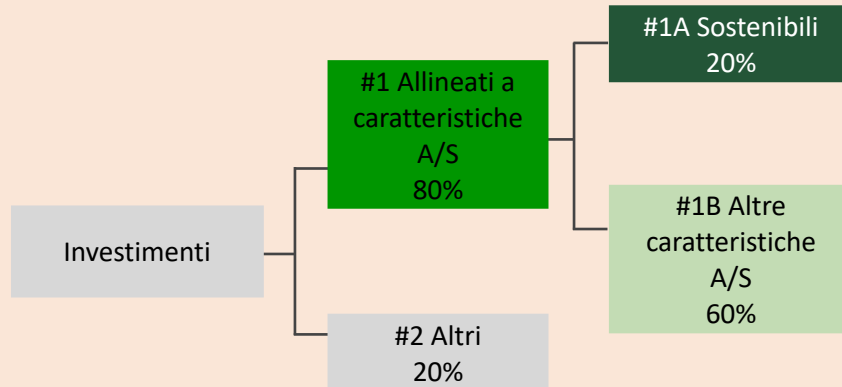 #1A Sostenibili
20%
#1 Allineati a
caratteristiche
A/S
80%
#1B Altre
caratteristiche
A/S
60%
Investimenti
#2 Altri
20%